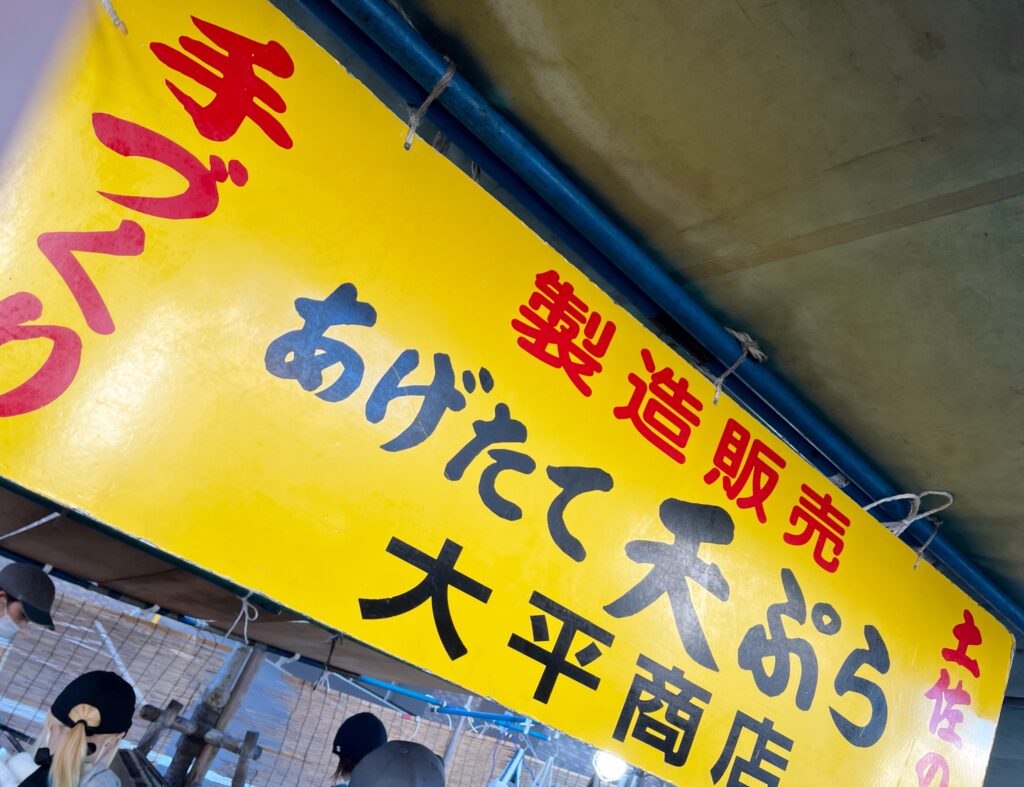 手づくり
製造販売
あげたて天ぷら
大平商店
土佐の